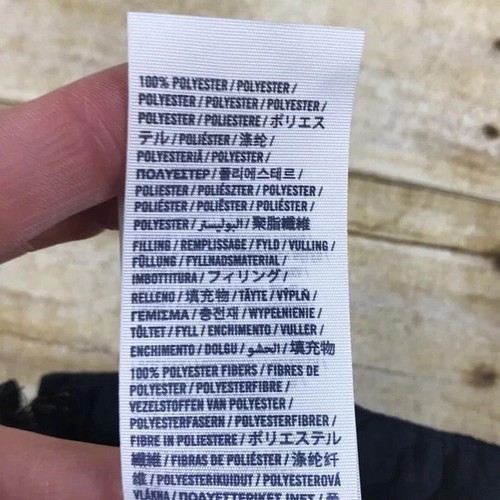 100% POLYESTER / POLYESTER /
POLYESTER / POLYESTER / POLYESTER /
POLYESTER / POLIESTERE / ポリエス
テル / POLIÉSTER / 涤纶 /
POLYESTERIÄ / POLYESTER /
ΠΟΛΥΕΣΤΕΡ / 폴리에스테르 /
POLIESTER / POLIÉSZTER / POLYESTER /
POLIÉSTER / POLIESTER / POLIÉSTER /
POLYESTER / البوليستر / 聚脂纖維
FILLING / REMPLISSAGE / FYLD / VULLING /
FÜLLUNG / FYLLNADSMATERIAL /
IMBOTTITURA / フィリング /
RELLENO / 填充物 / TÄYTE / VÝPLŇ /
ΓΕΜΙΣΜΑ / 충전재 / WYPEŁNIENIE /
TÖLTET / FYLL / ENCHIMENTO / VULLER /
ENCHIMENTO / DOLGU / الحشو / 填充物
100% POLYESTER FIBERS / FIBRES DE
POLYESTER / POLYESTERFIBRE /
VEZELSTOFFEN VAN POLYESTER /
POLYESTERFASERN / POLYESTERFIBRER /
FIBRE IN POLIESTERE / ポリエステル
繊維 / FIBRAS DE POLIÉSTER / 涤纶纤
维 / POLYESTERIKUIDUT / POLYESTEROVÁ
VLÁKNA / ΠΟΛΥΕΣΤΕΡΙΚΕΣ ΙΝΕΣ /